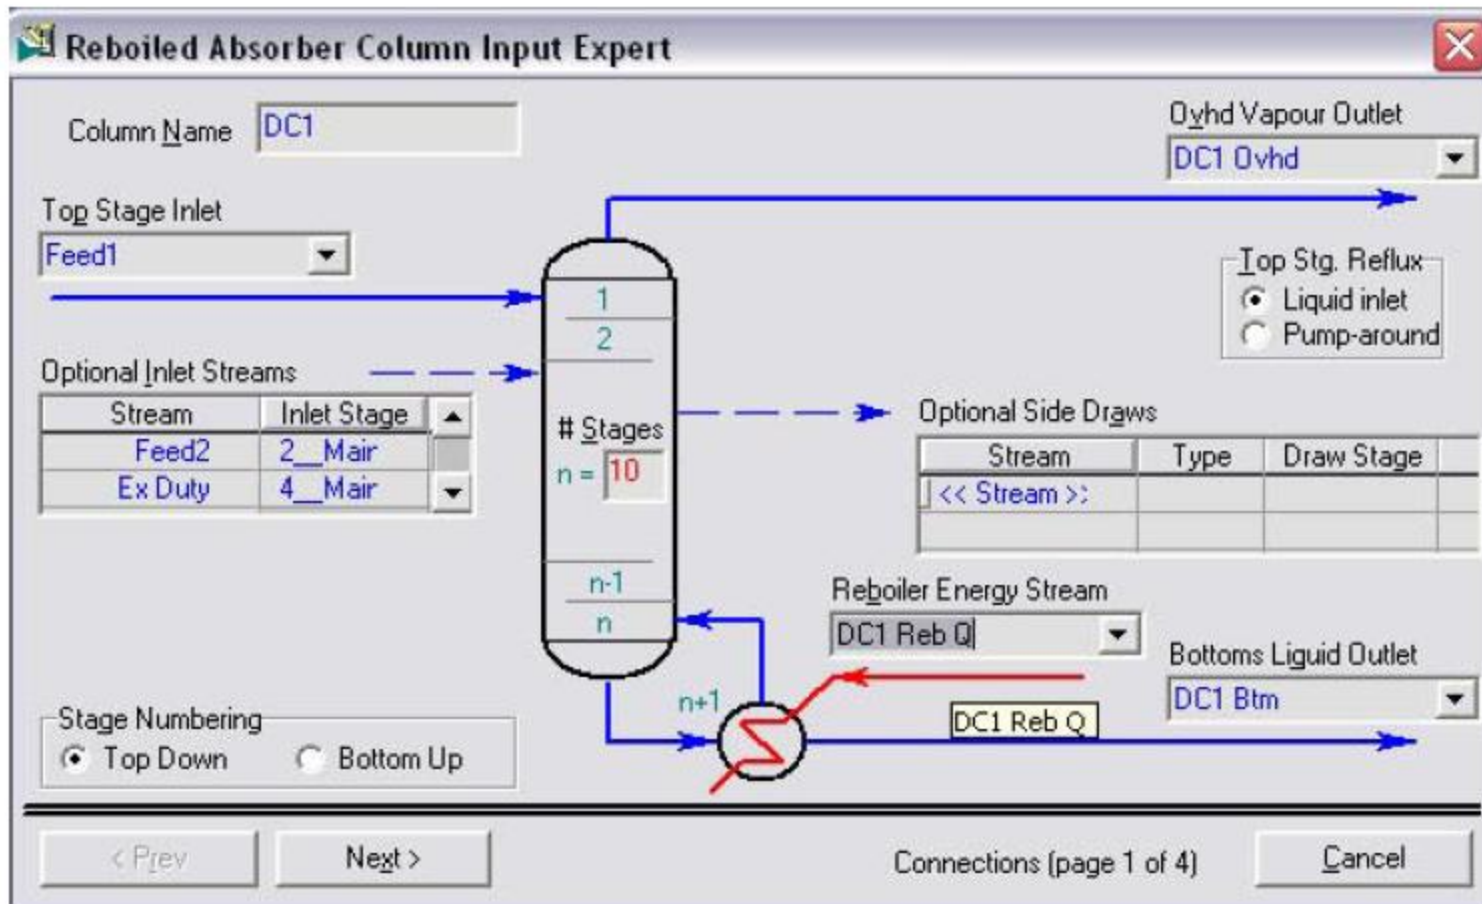 Reboiled Absorber Column Input Expert
Column Name
DC1
Ovhd Vapour Outlet
DC1 Ovhd
Top Stage Inlet
Feed1
Top Stg. Reflux
Liquid inlet
Pump-around
1
2
Optional Inlet Streams
Stream Inlet Stage
Feed2 2__Mair
Ex Duty 4__Mair
# Stages
n = 10
Optional Side Draws
Stream Type Draw Stage
<< Stream >:
n-1
n
Reboiler Energy Stream
DC1 Reb Q
Bottoms Liquid Outlet
DC1 Btm
n+1
DC1 Reb Q
Stage Numbering
Top Down Bottom Up
< Prev
Next >
Connections (page 1 of 4)
Cancel